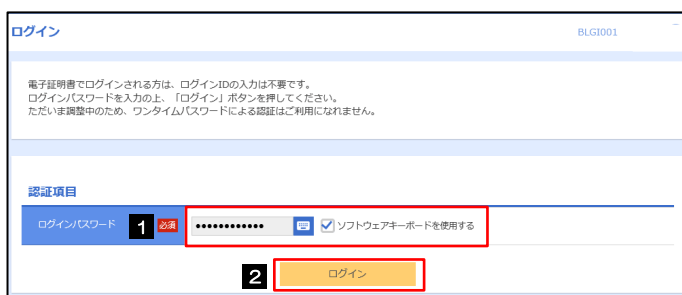 ログイン
BLGI001
電子証明書でログインされる方は、ログインIDの入力は不要です。
ログインパスワードを入力の上、「ログイン」ボタンを押してください。
ただいま調整中のため、ワンタイムパスワードによる認証はご利用になれません。
認証項目
ログインパスワード 1 必須 •••••••••••• ソフトウェアキーボードを使用する
2 ログイン